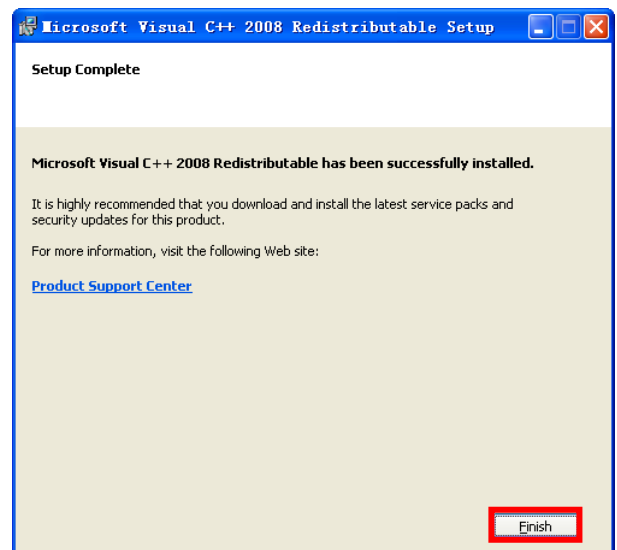 Microsoft Visual C++ 2008 Redistributable Setup
Setup Complete
Microsoft Visual C++ 2008 Redistributable has been successfully installed.
It is highly recommended that you download and install the latest service packs and
security updates for this product.
For more information, visit the following Web site:
Product Support Center
Finish